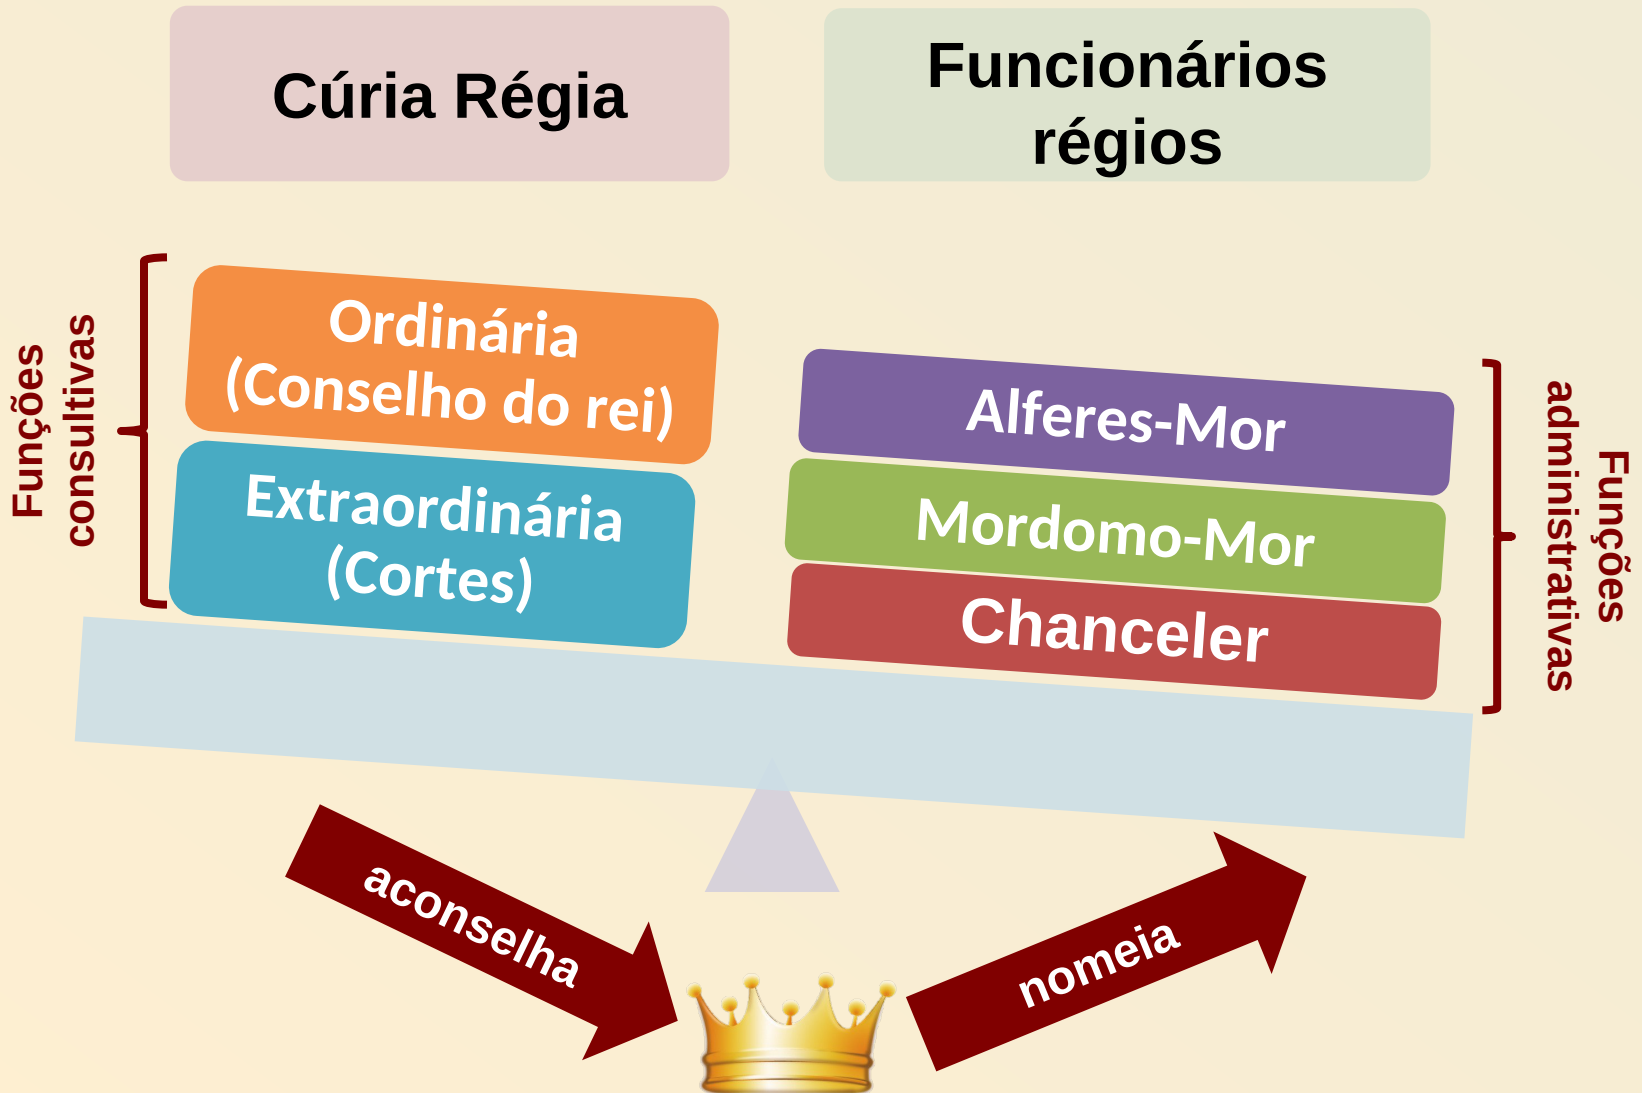 Cúria Régia
Funcionários
régios
Funções
consultivas
Ordinária
(Conselho do rei)
Extraordinária
(Cortes)
Alferes-Mor
Mordomo-Mor
Chanceler
Funções
administrativas
aconselha
nomeia